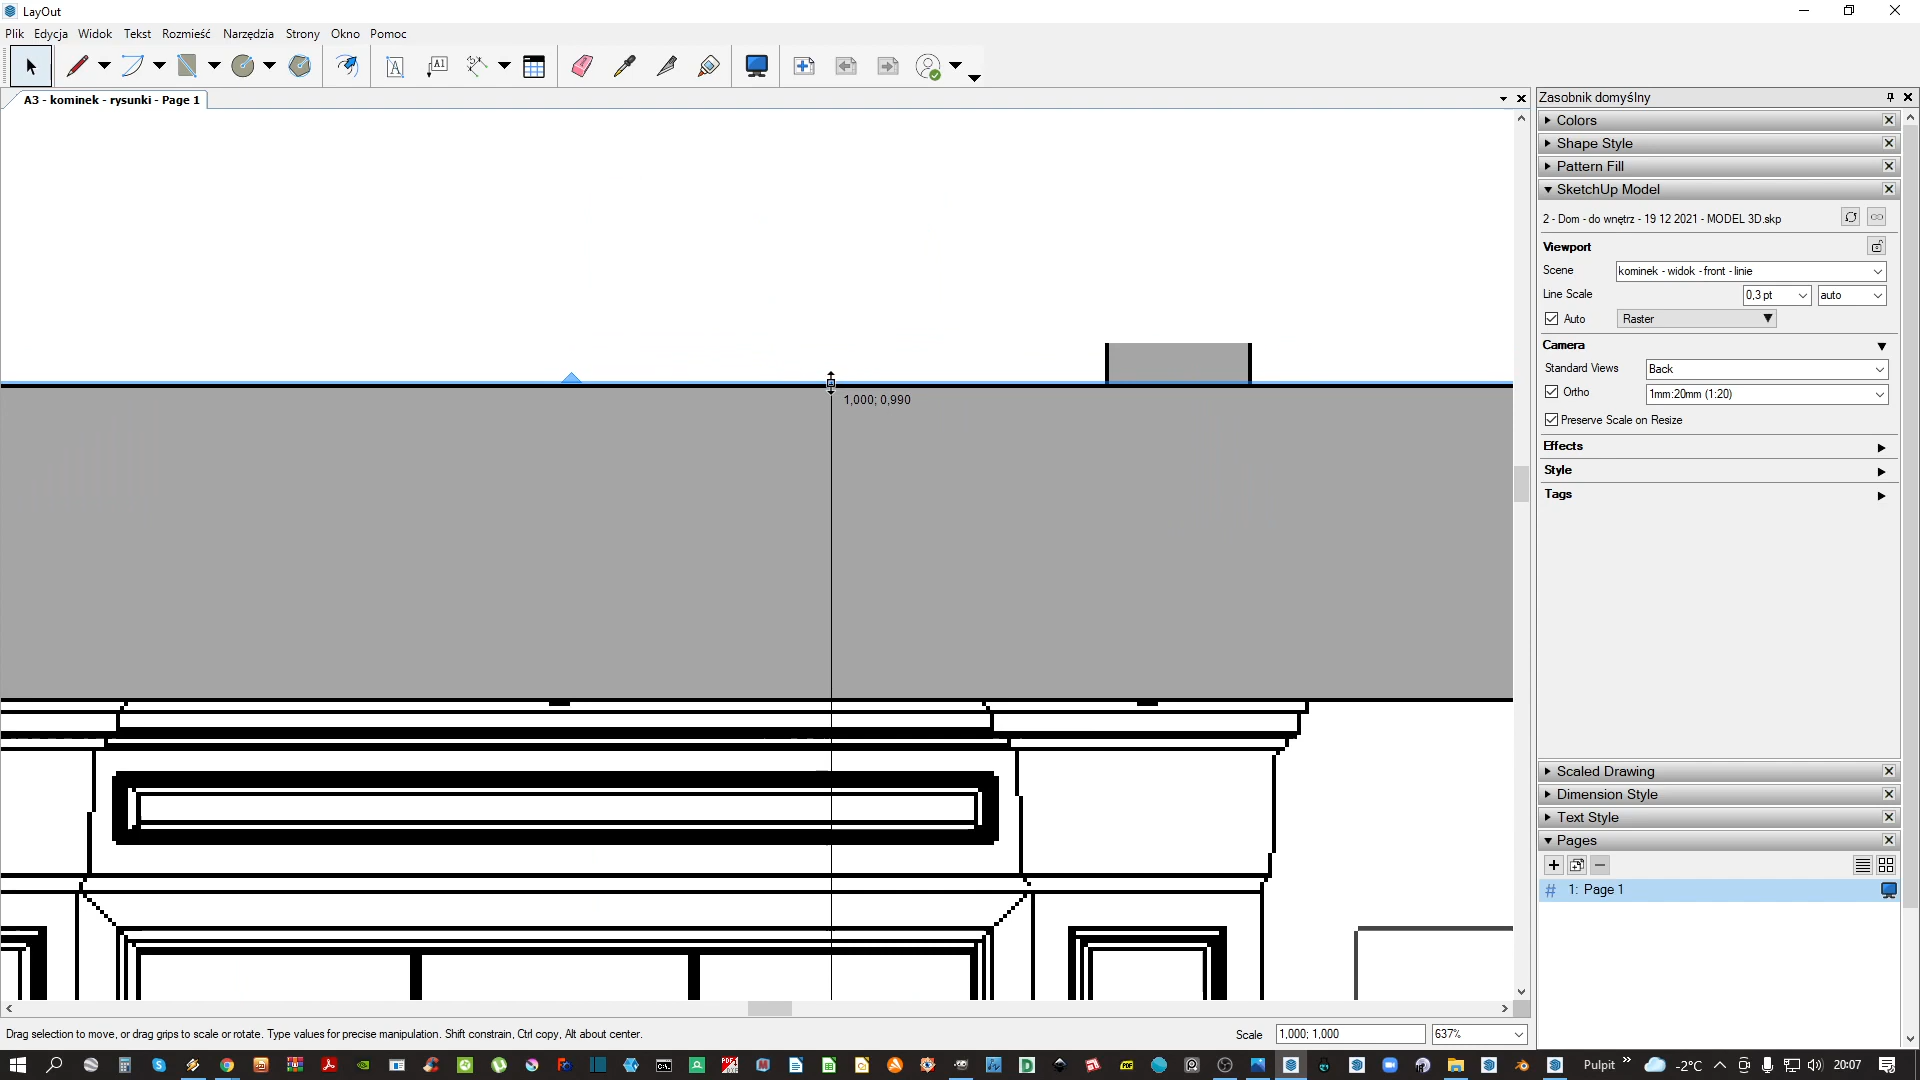 LayOut
Plik Edycja Widok Tekst Rozmieść Narzędzia Strony Okno Pomoc
A3 - kominek - rysunki - Page 1
1,000; 0,990
Zasobnik domyślny
Colors
Shape Style
Pattern Fill
SketchUp Model
2 - Dom - do wnętrz - 19 12 2021 - MODEL 3D.skp
Viewport
Scene kominek - widok - front - linie
Line Scale 0,3 pt auto
Auto Raster
Camera
Standard Views Back
Ortho 1mm:20mm (1:20)
Preserve Scale on Resize
Effects
Style
Tags
Scaled Drawing
Dimension Style
Text Style
Pages
1: Page 1
Drag selection to move, or drag grips to scale or rotate. Type values for precise manipulation. Shift constrain, Ctrl copy, Alt about center.
Scale 1,000; 1,000 637%
Pulpit -2°C 20:07